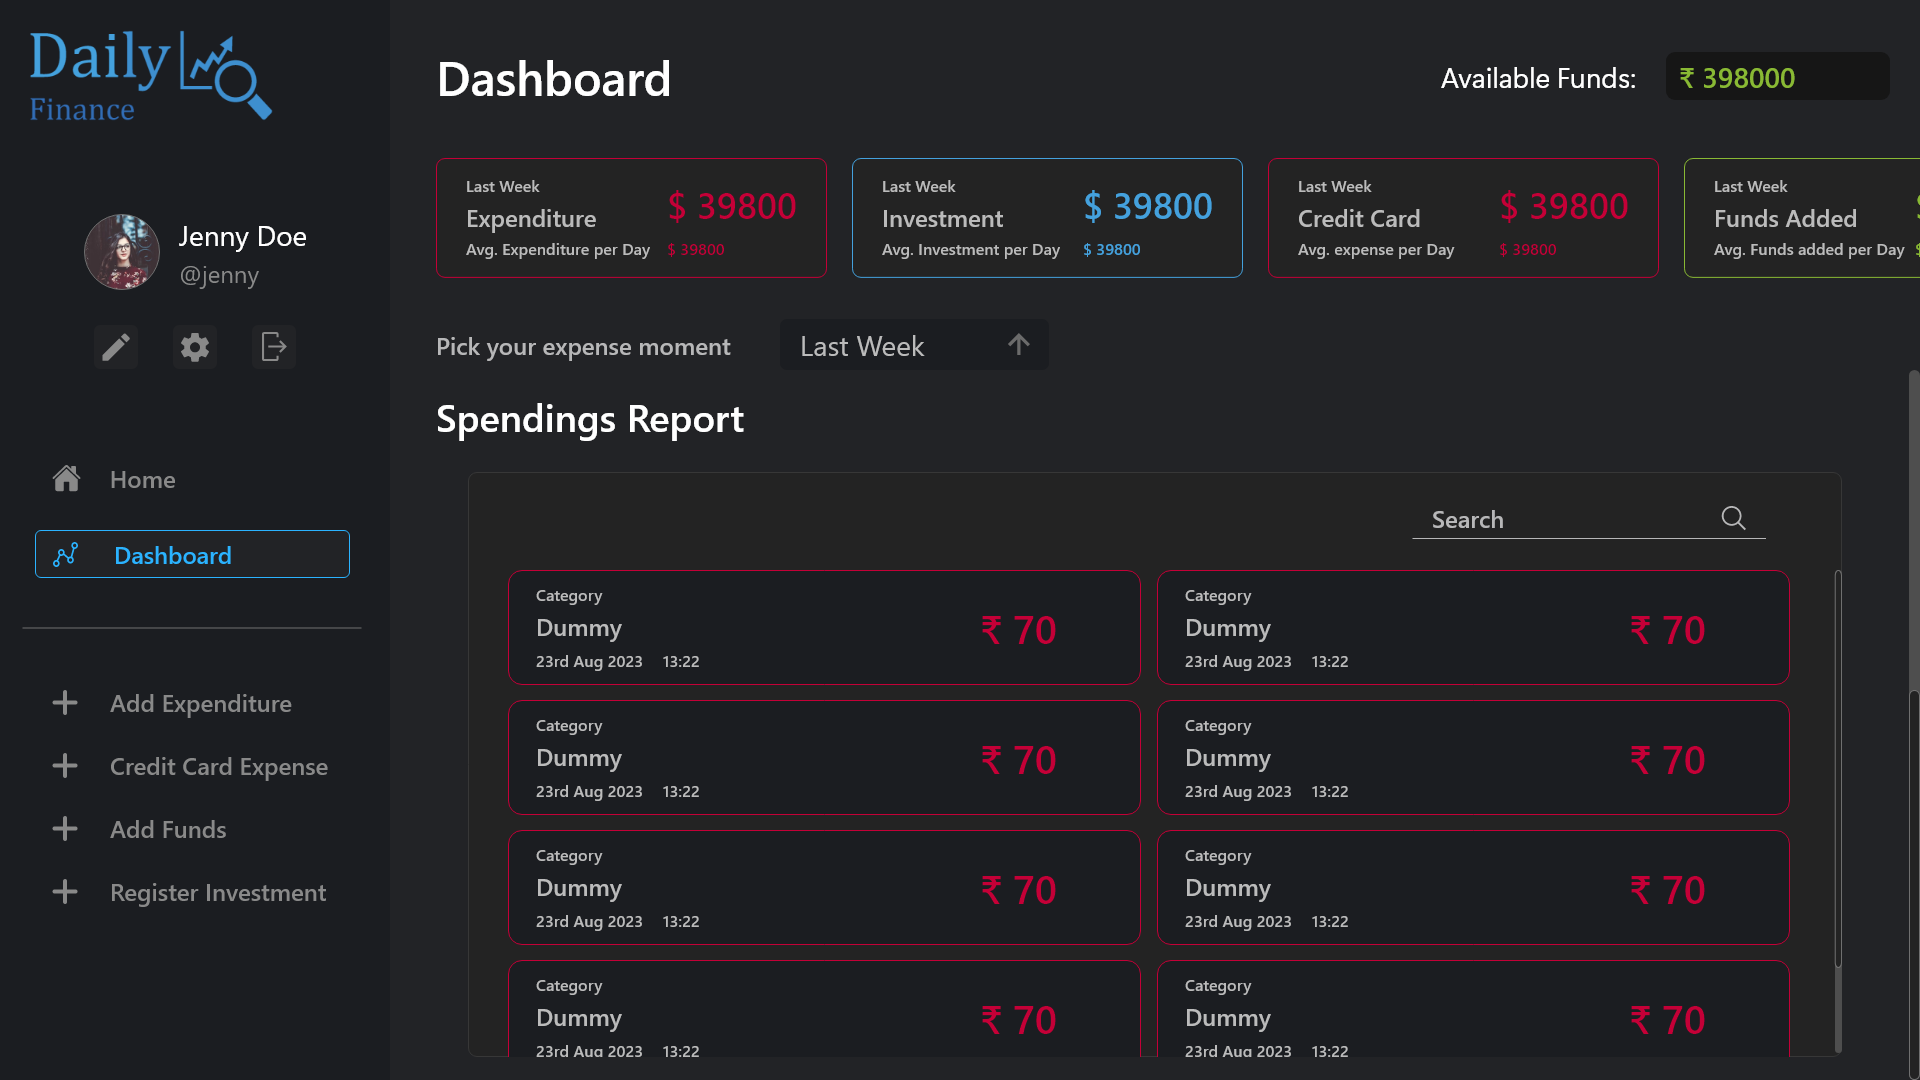 Daily
Finance
Jenny Doe
@jenny
Home
Dashboard
Add Expenditure
Credit Card Expense
Add Funds
Register Investment
Dashboard
Available Funds:
₹ 398000
Last Week
Expenditure
$ 39800
Avg. Expenditure per Day
$ 39800
Last Week
Investment
$ 39800
Avg. Investment per Day
$ 39800
Last Week
Credit Card
$ 39800
Avg. expense per Day
$ 39800
Last Week
Funds Added
Avg. Funds added per Day
Pick your expense moment
Last Week
Spendings Report
Search
Category
Dummy
₹ 70
23rd Aug 2023 13:22
Category
Dummy
₹ 70
23rd Aug 2023 13:22
Category
Dummy
₹ 70
23rd Aug 2023 13:22
Category
Dummy
₹ 70
23rd Aug 2023 13:22
Category
Dummy
₹ 70
23rd Aug 2023 13:22
Category
Dummy
₹ 70
23rd Aug 2023 13:22
Category
Dummy
₹ 70
23rd Aug 2023 13:22
Category
Dummy
₹ 70
23rd Aug 2023 13:22